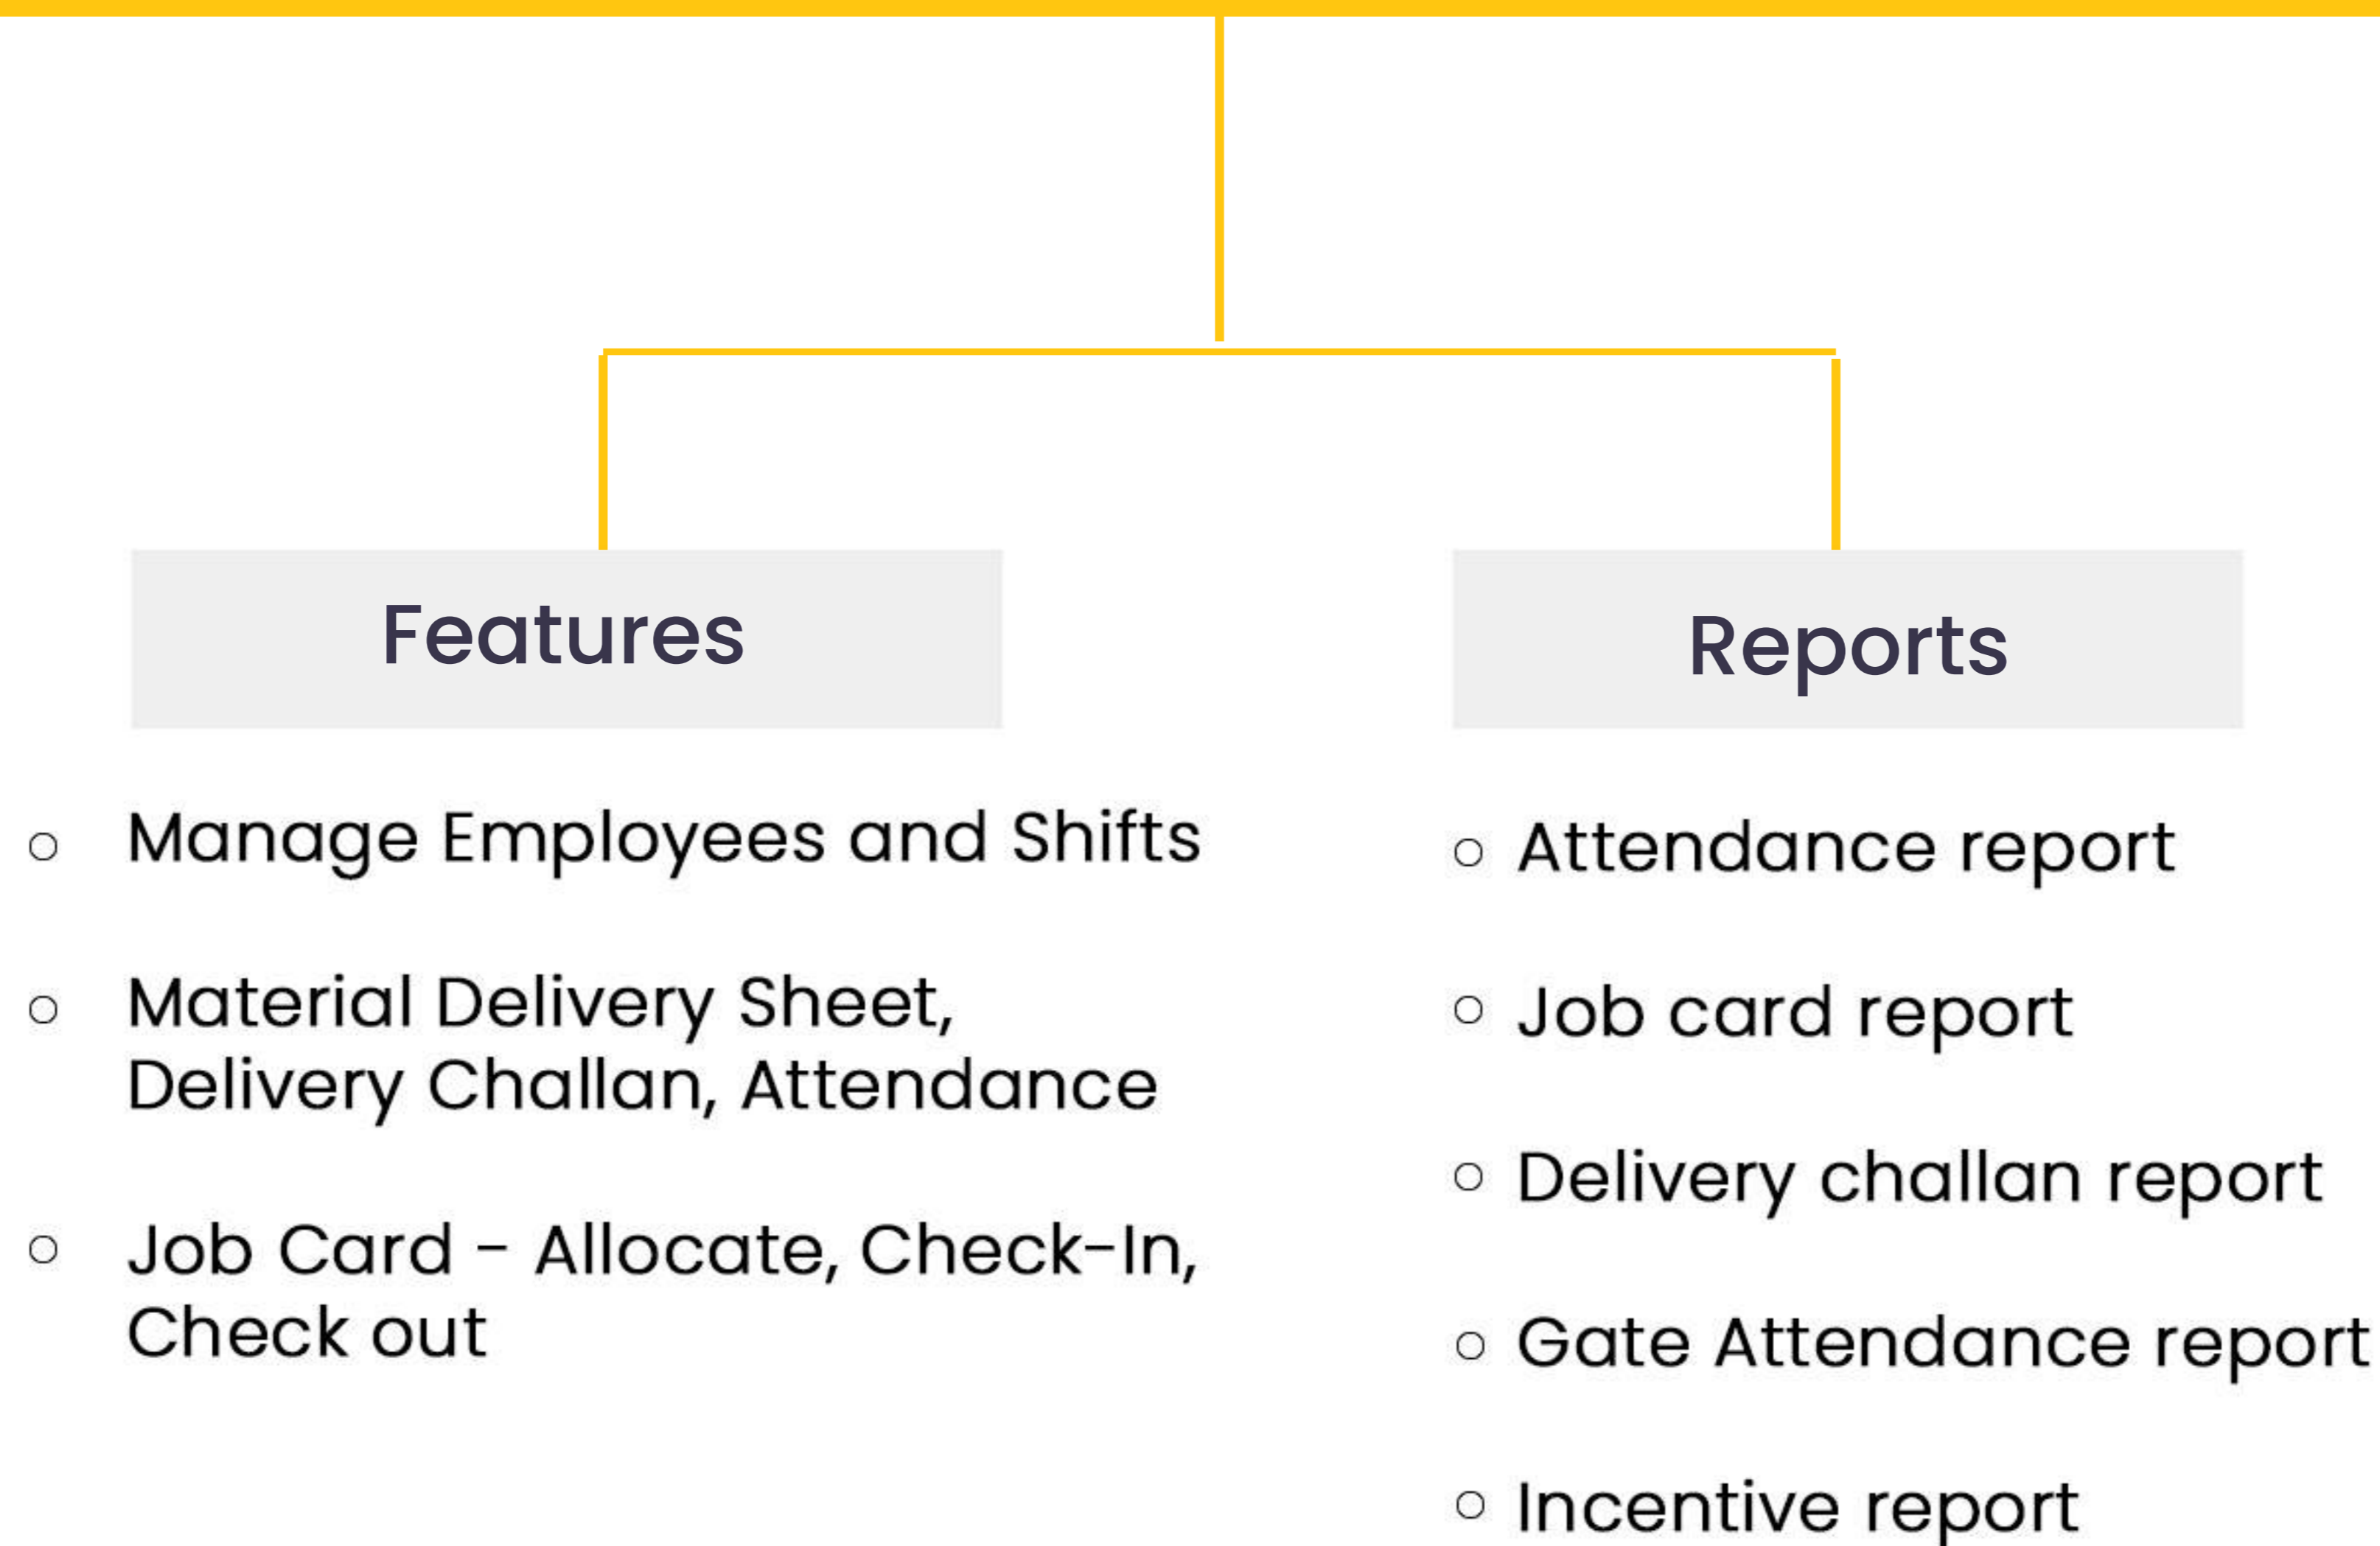 Features
Manage Employees and Shifts
Material Delivery Sheet,
Delivery Challan, Attendance
Job Card - Allocate, Check-In,
Check out
Reports
Attendance report
Job card report
Delivery challan report
Gate Attendance report
Incentive report